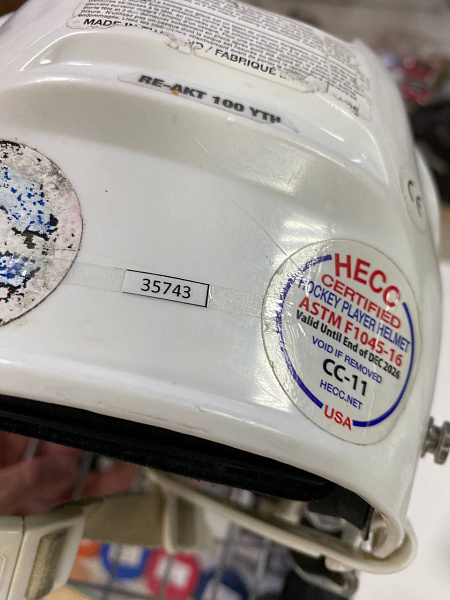 MADE IN
/ FABRIQUÉ
RE-AKT 100 YTH
CE
35743
HECC
CERTIFIED
HOCKEY PLAYER HELMET
ASTM F1045-16
Valid Until End of DEC 2026
VOID IF REMOVED
CC-11
HECC.NET
USA